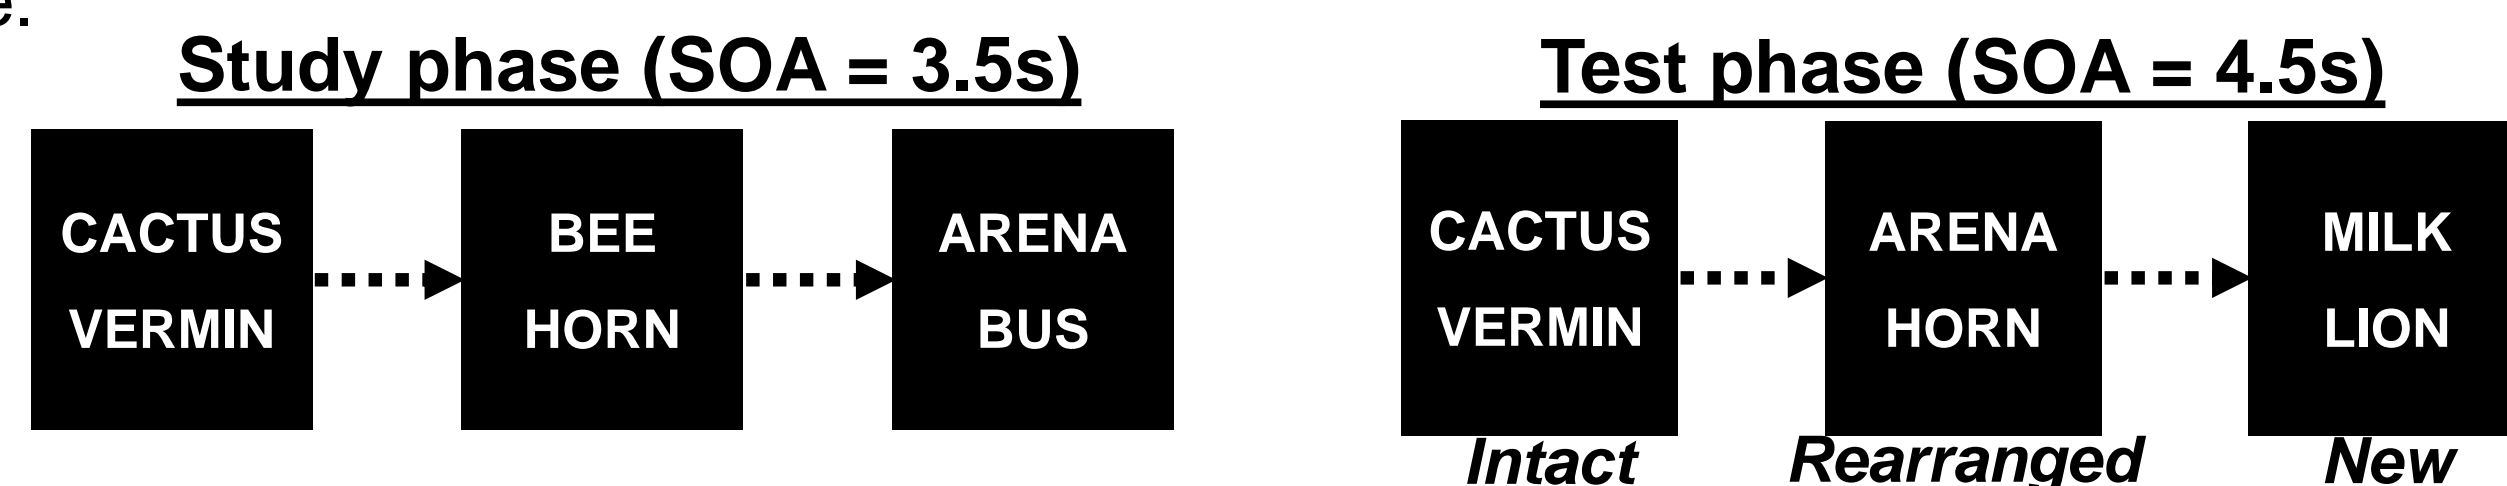 Study phase (SOA = 3.5s)
CACTUS
VERMIN
BEE
HORN
ARENA
BUS
Test phase (SOA = 4.5s)
CACTUS
VERMIN
Intact
ARENA
HORN
Rearranged
MILK
LION
New